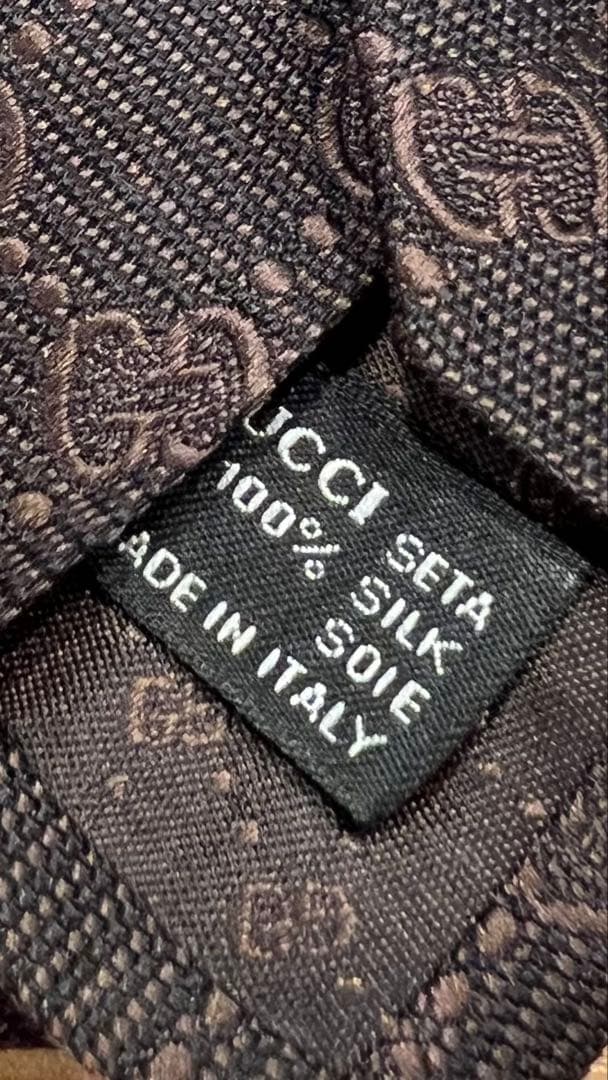 UCCI
100% SETA
SILK
SOIE
ADE IN ITALY